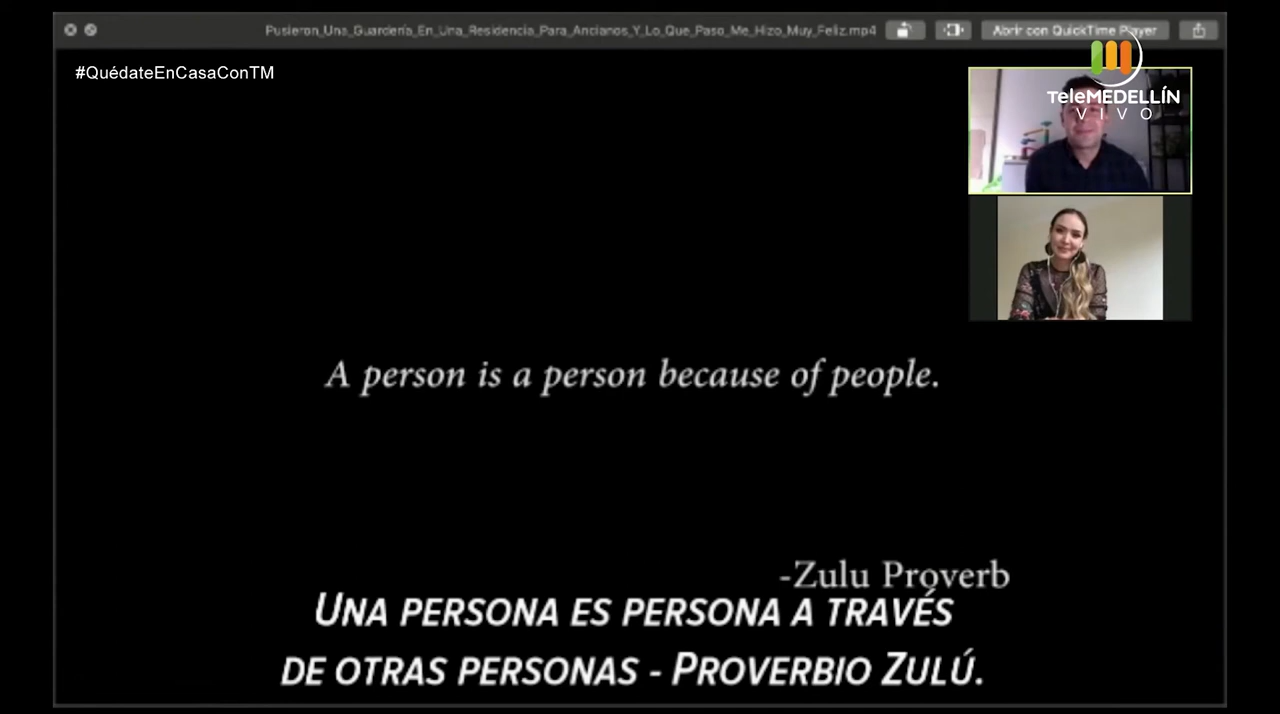 Pusieron_Una_Guardería_En_Una_Residencia_Para_Ancianos_Y_Lo_Que_Paso_Me_Hizo_Muy_Feliz.mp4
Abrir con QuickTime Player
#QuédateEnCasaConTM
TeleMEDELLÍN
VIVO
A person is a person because of people.
-Zulu Proverb
UNA PERSONA ES PERSONA A TRAVÉS
DE OTRAS PERSONAS - PROVERBIO ZULÚ.